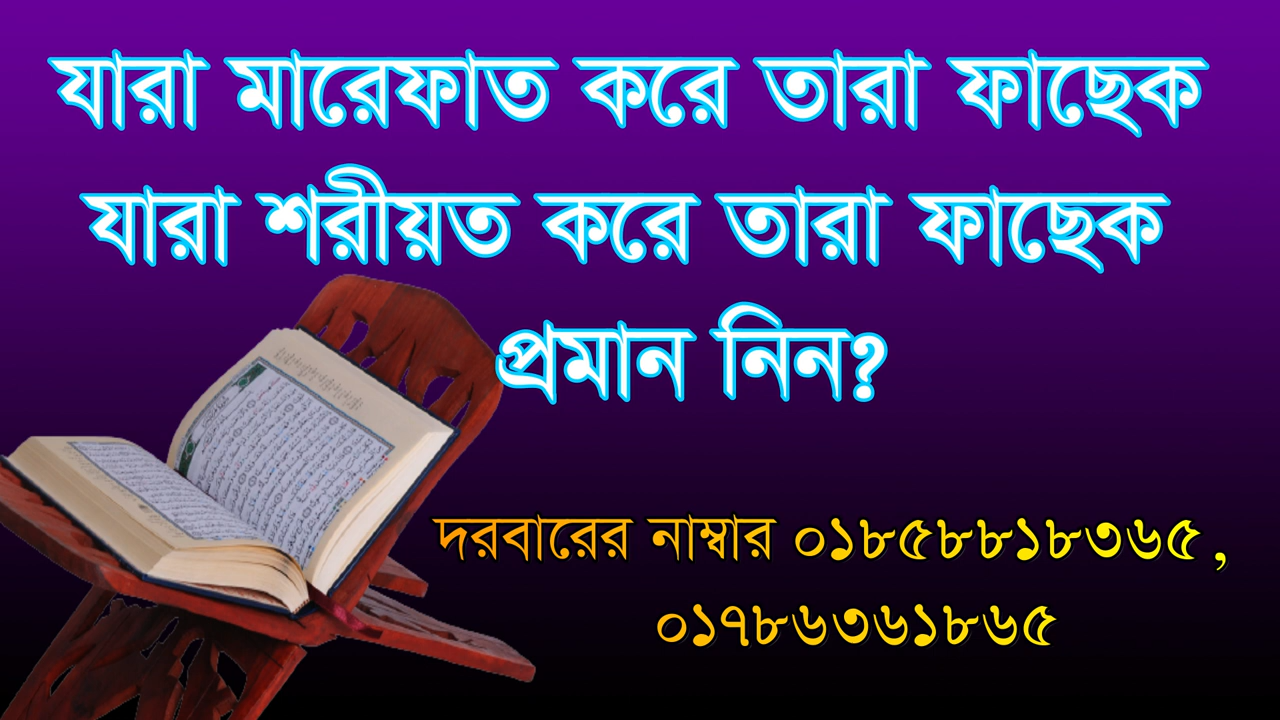 যারা মারেফাত করে তারা ফাছেক
যারা শরীয়ত করে তারা ফাছেক
প্রমান নিন?
দরবারের নাম্বার ০১৮৫৮৮১৮৩৬৫ ,
০১৭৮৬৩৬১৮৬৫